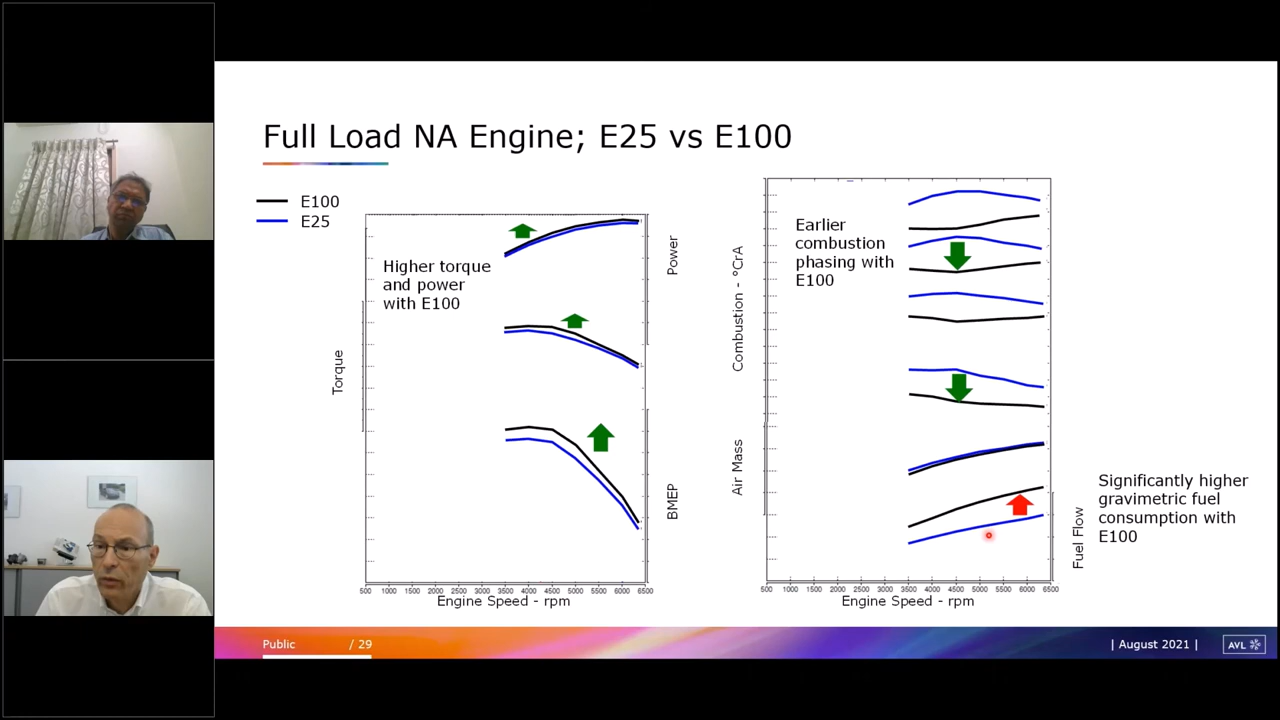 Full Load NA Engine; E25 vs E100
E100
E25
Higher torque
and power
with E100
Torque
Power
BMEP
500 1000 1500 2000 2500 3000 3500 4000 4500 5000 5500 6000 6500
Engine Speed - rpm
Earlier
combustion
phasing with
E100
Combustion - °CrA
Air Mass
Fuel Flow
500 1000 1500 2000 2500 3000 3500 4000 4500 5000 5500 6000 6500
Engine Speed - rpm
Significantly higher
gravimetric fuel
consumption with
E100
Public / 29
| August 2021 |
AVL